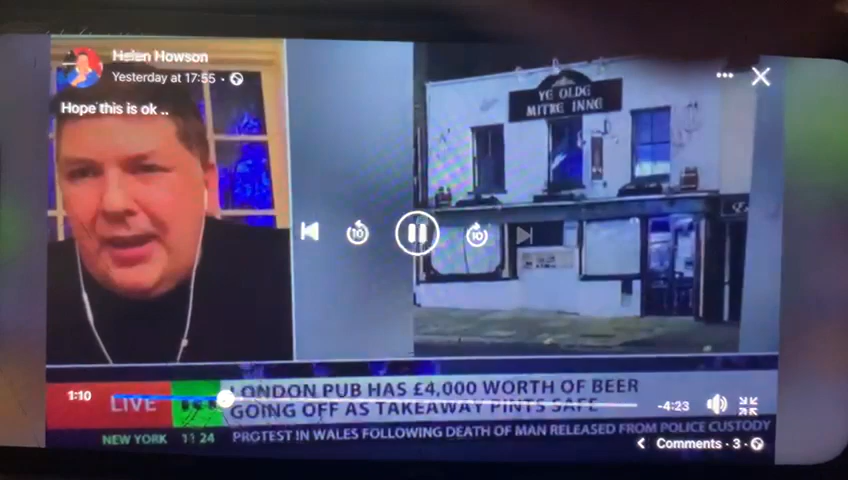 Helen Howson
Yesterday at 17:55 ·
Hope this is ok ..
YE OLDE
MITRE INNE
10
10
1:10
-4:23
LIVE
LONDON PUB HAS £4,000 WORTH OF BEER
GOING OFF AS TAKEAWAY PINTS SAFE
NEW YORK 11 24 PROTEST IN WALES FOLLOWING DEATH OF MAN RELEASED FROM POLICE CUSTODY
Comments · 3 ·